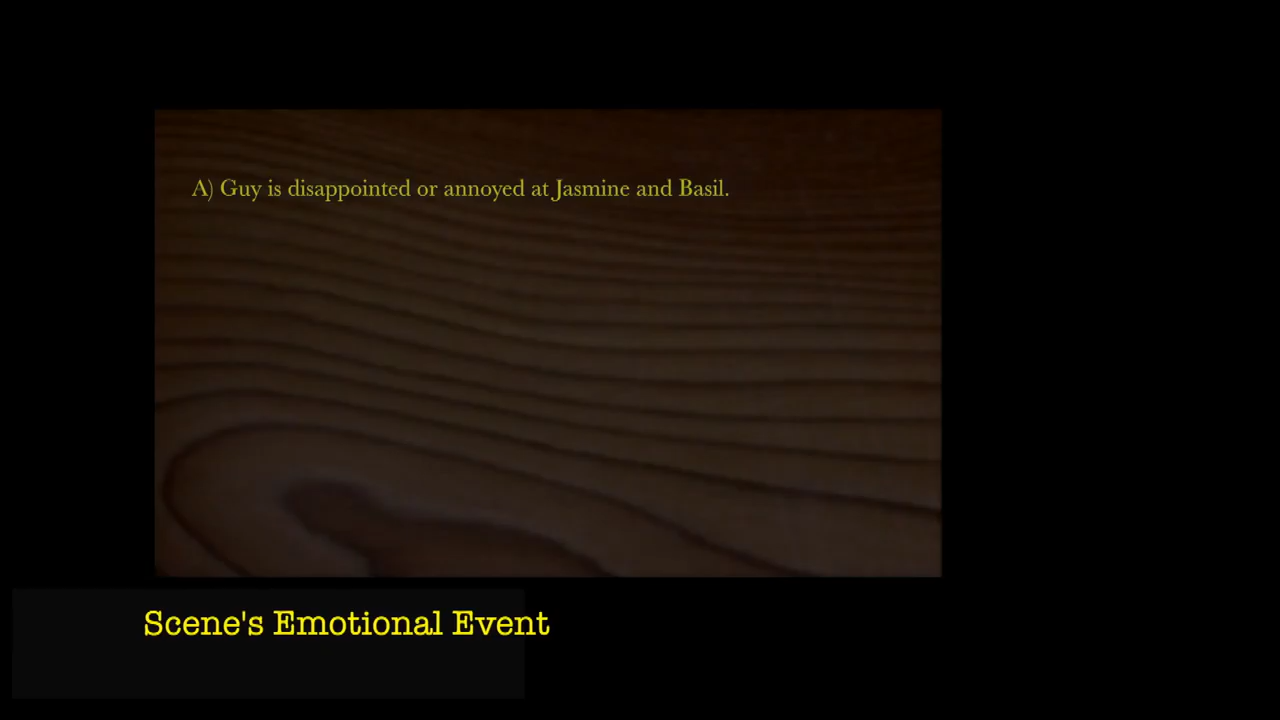 A) Guy is disappointed or annoyed at Jasmine and Basil.
Scene's Emotional Event